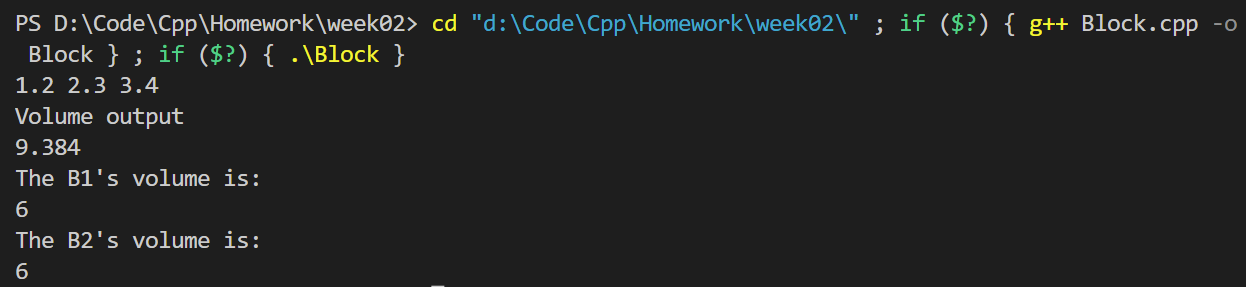 PS D:\Code\Cpp\Homework\week02> cd "d:\Code\Cpp\Homework\week02\" ; if ($?) { g++ Block.cpp -o
 Block } ; if ($?) { .\Block }
1.2 2.3 3.4
Volume output
9.384
The B1's volume is:
6
The B2's volume is:
6